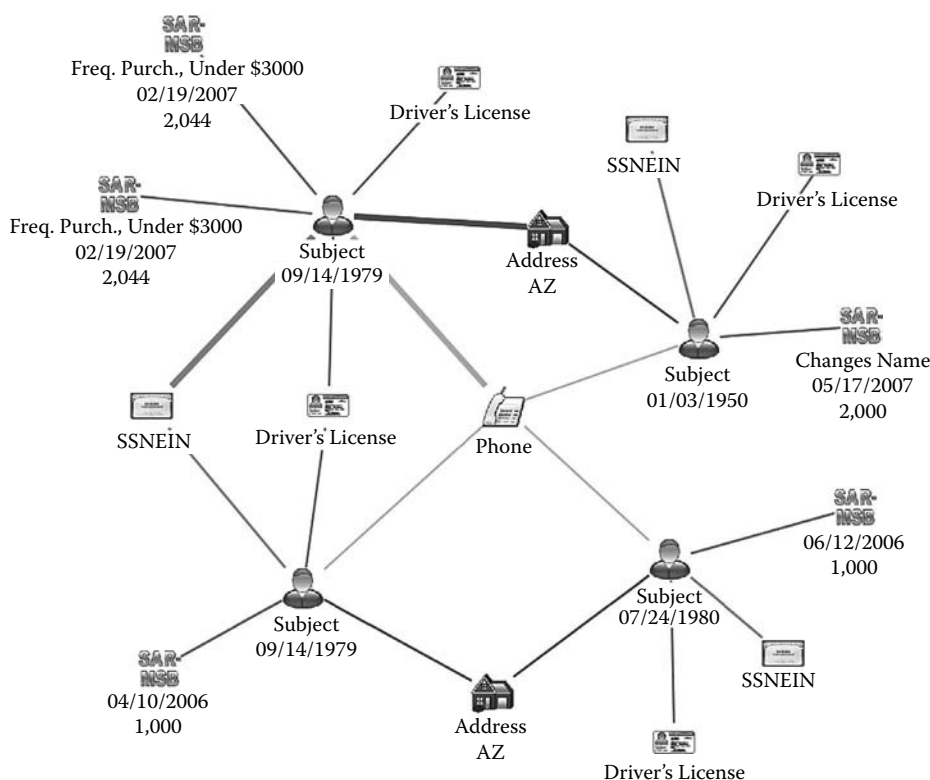 SAR-
MSB
Freq. Purch., Under $3000
02/19/2007
2,044
Driver's License
SSNEIN
Driver's License
SAR-
MSB
Freq. Purch., Under $3000
02/19/2007
2,044
Subject
09/14/1979
Address
AZ
Subject
01/03/1950
SAR-
MSB
Changes Name
05/17/2007
2,000
SSNEIN
Driver's License
Phone
SAR-
MSB
06/12/2006
1,000
Subject
09/14/1979
Subject
07/24/1980
SAR-
MSB
04/10/2006
1,000
Address
AZ
SSNEIN
Driver's License